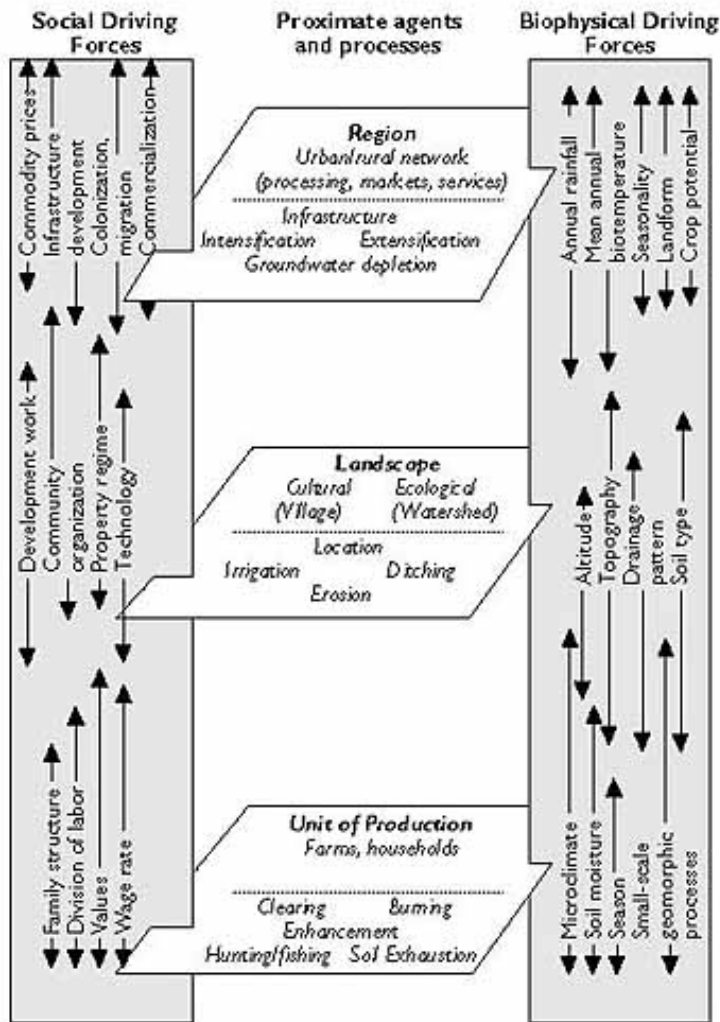 Social Driving
Forces
Proximate agents
and processes
Biophysical Driving
Forces
Commodity prices
Infrastructure
development
Colonization,
migration
Commercialization
Development work
Community
organization
Property regime
Technology
Family structure
Division of labor
Values
Wage rate
Region
Urban/rural network
(processing, markets, services)
Infrastructure
Intensification Extensification
Groundwater depletion
Landscape
Cultural Ecological
(Village) (Watershed)
Location
Irrigation Ditching
Erosion
Unit of Production
Farms, households
Clearing Burning
Enhancement
Hunting/fishing Soil Exhaustion
Annual rainfall
Mean annual
biotemperature
Seasonality
Landform
Crop potential
Altitude
Topography
Drainage
pattern
Soil type
Microclimate
Soil moisture
Season
Small-scale
geomorphic
processes